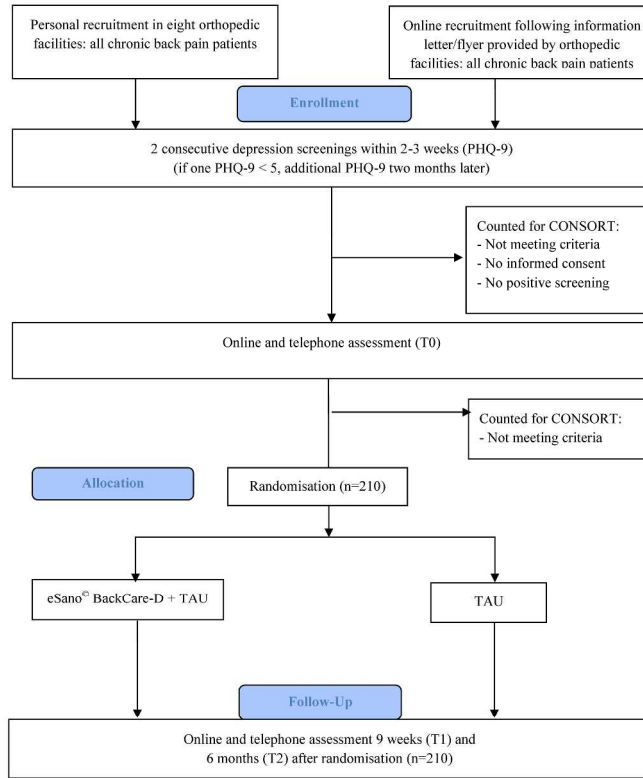 Personal recruitment in eight orthopedic
facilities: all chronic back pain patients
Online recruitment following information
letter/flyer provided by orthopedic
facilities: all chronic back pain patients
Enrollment
2 consecutive depression screenings within 2-3 weeks (PHQ-9)
(if one PHQ-9 < 5, additional PHQ-9 two months later)
Counted for CONSORT:
- Not meeting criteria
- No informed consent
- No positive screening
Online and telephone assessment (T0)
Counted for CONSORT:
- Not meeting criteria
Allocation
Randomisation (n=210)
eSano© BackCare-D + TAU
TAU
Follow-Up
Online and telephone assessment 9 weeks (T1) and
6 months (T2) after randomisation (n=210)